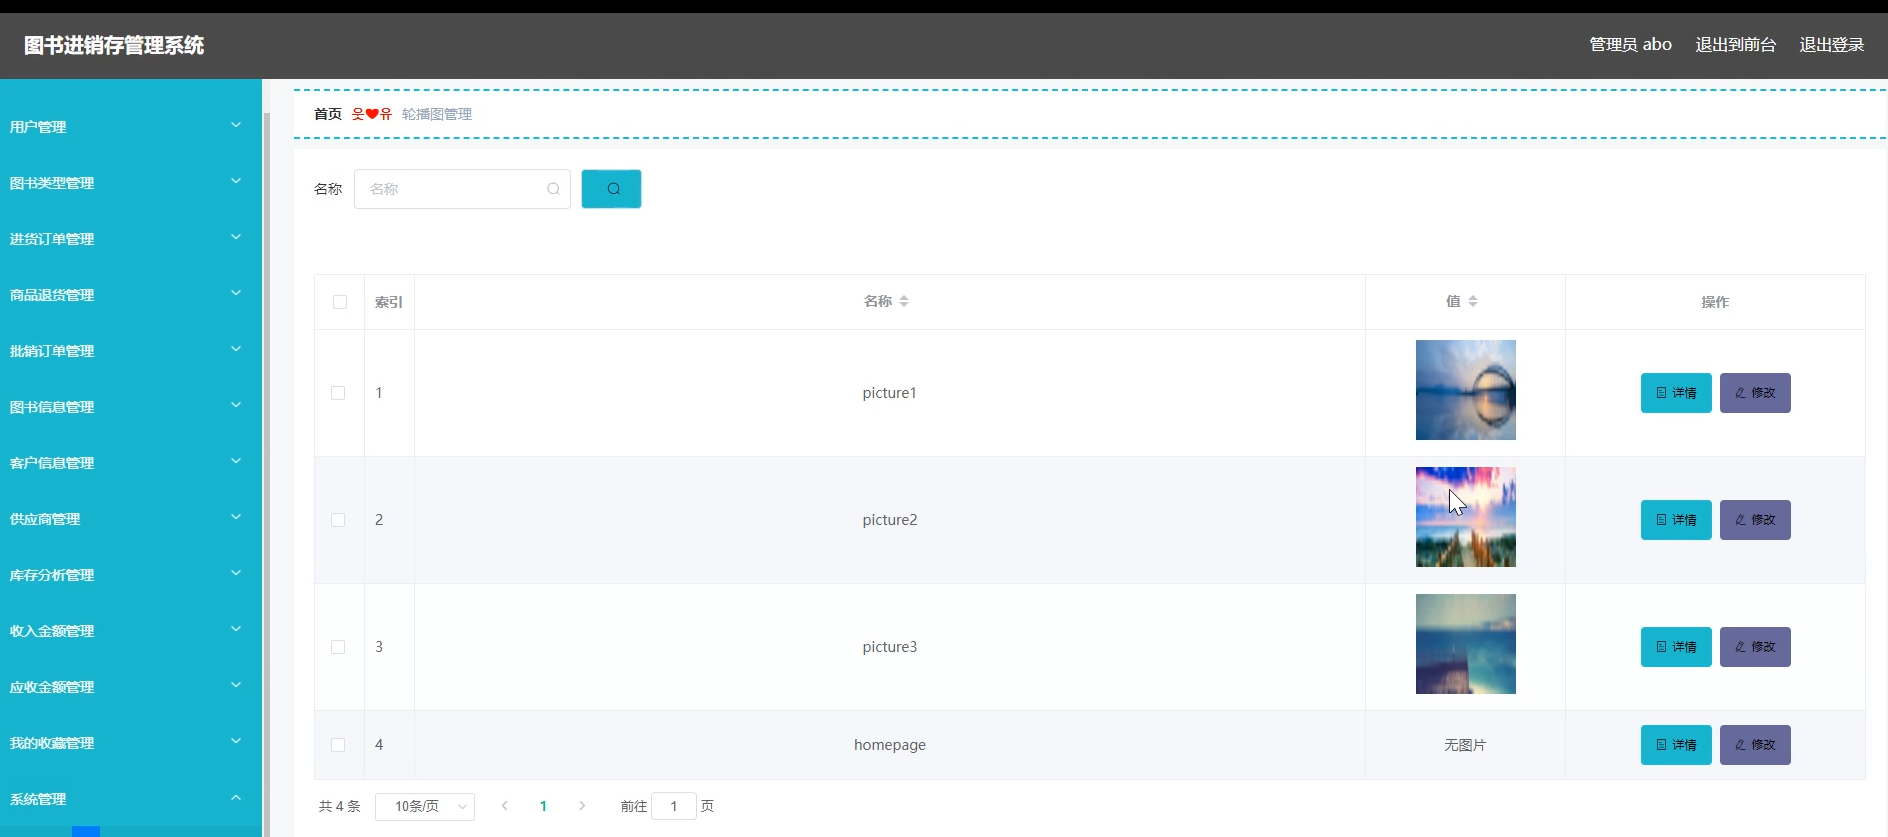 图书进销存管理系统 管理员 abo 退出到前台 退出登录
首页 웃❤유 轮播图管理
用户管理
图书类型管理
进货订单管理
商品退货管理
批销订单管理
图书信息管理
客户信息管理
供应商管理
库存分析管理
收入金额管理
应收金额管理
我的收藏管理
系统管理
名称 名称
索引 名称 值 操作
1 picture1 详情 修改
2 picture2 详情 修改
3 picture3 详情 修改
4 homepage 无图片 详情 修改
共 4 条 10条/页 1 前往 1 页